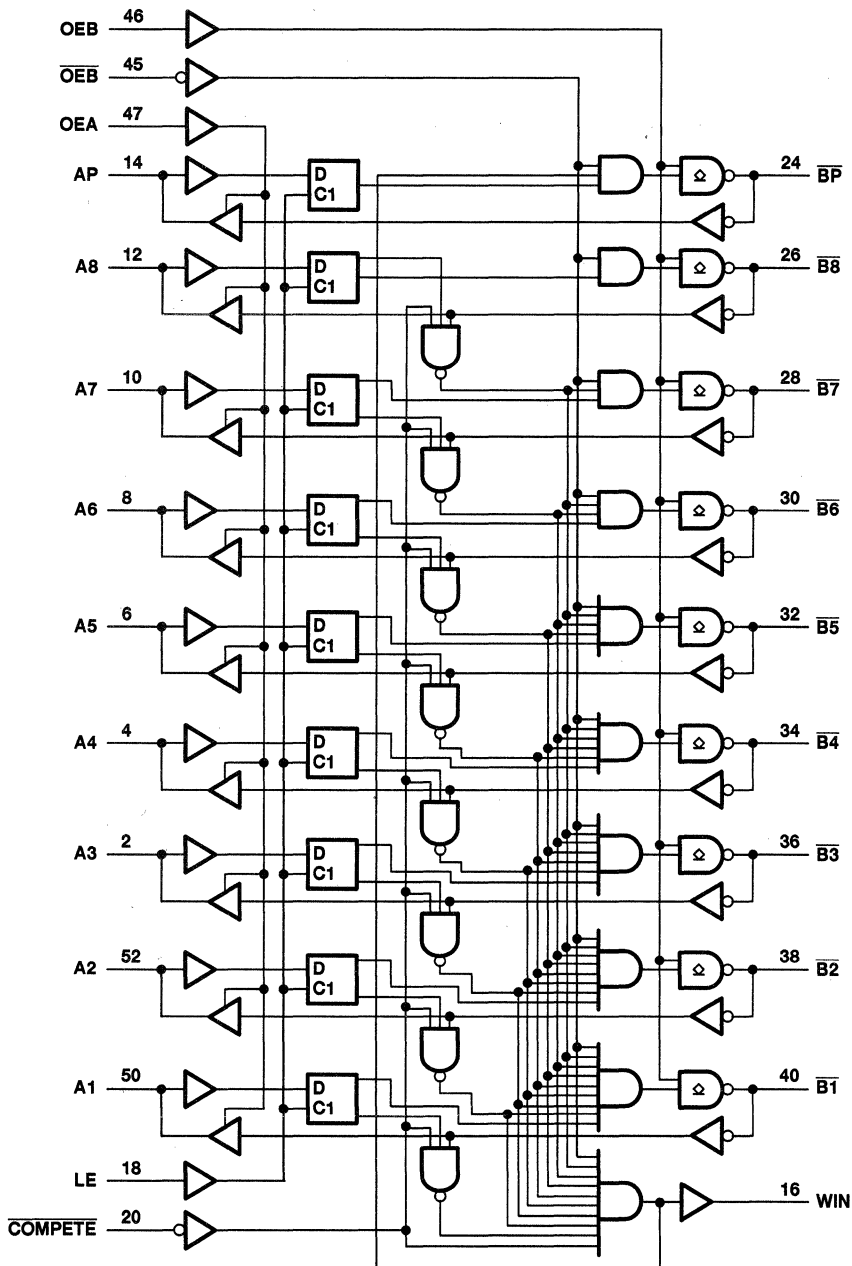 OEB 46
OEB 45
OEA 47
AP 14 D C1 24 BP
A8 12 D C1 26 B8
A7 10 D C1 28 B7
A6 8 D C1 30 B6
A5 6 D C1 32 B5
A4 4 D C1 34 B4
A3 2 D C1 36 B3
A2 52 D C1 38 B2
A1 50 D C1 40 B1
LE 18
16 WIN
COMPETE 20